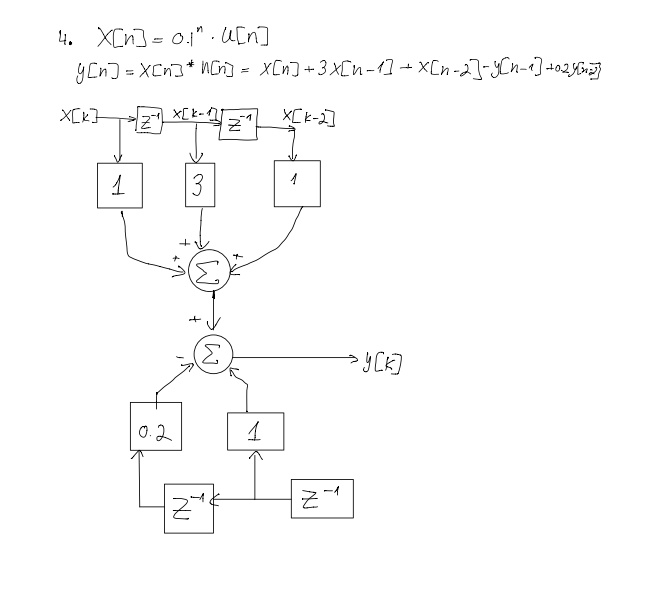 4. X[n] = 0.1ⁿ · u[n]
y[n] = x[n] * h[n] = x[n] + 3x[n-1] + x[n-2] - y[n-1] + 0.2y[n-2]
x[k] z⁻¹ x[k-1] z⁻¹ x[k-2]
1 3 1
+ + +
Σ
+
- Σ y[k]
0.2 1
z⁻¹ z⁻¹